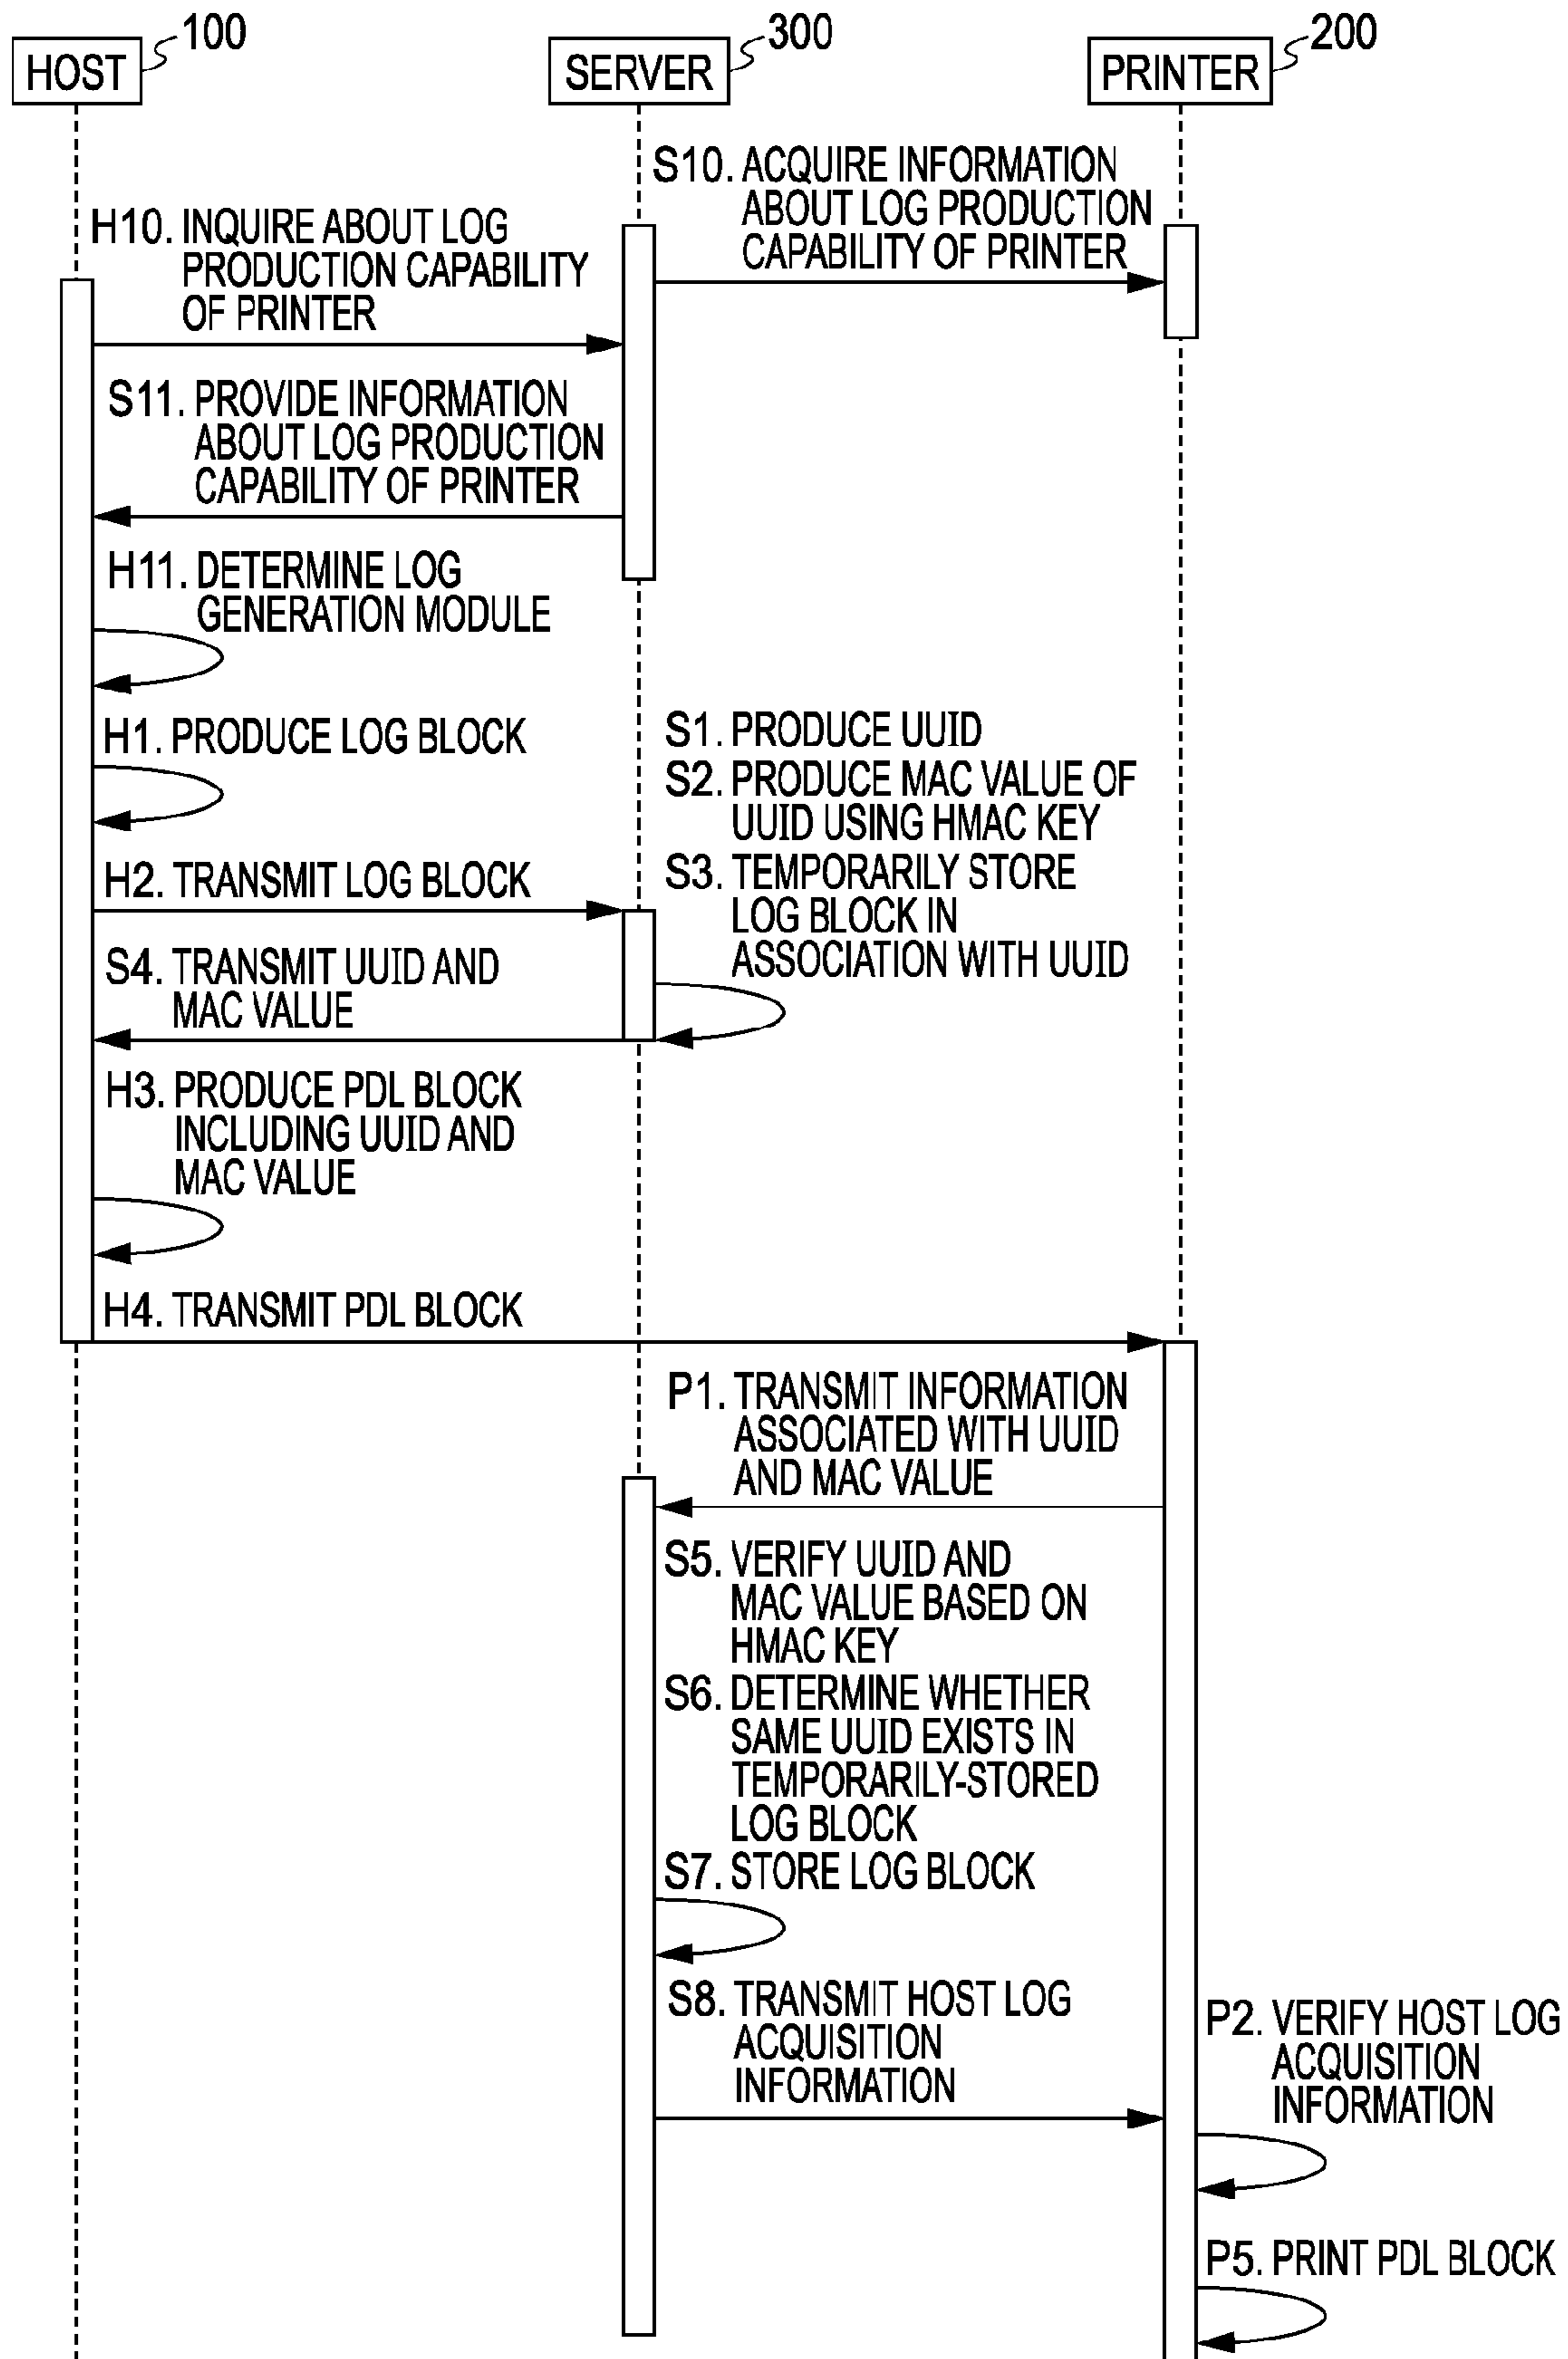 HOST
100
SERVER
300
PRINTER
200
S10. ACQUIRE INFORMATION
ABOUT LOG PRODUCTION
CAPABILITY OF PRINTER
H10. INQUIRE ABOUT LOG
PRODUCTION CAPABILITY
OF PRINTER
S11. PROVIDE INFORMATION
ABOUT LOG PRODUCTION
CAPABILITY OF PRINTER
H11. DETERMINE LOG
GENERATION MODULE
H1. PRODUCE LOG BLOCK
S1. PRODUCE UUID
S2. PRODUCE MAC VALUE OF
UUID USING HMAC KEY
S3. TEMPORARILY STORE
LOG BLOCK IN
ASSOCIATION WITH UUID
H2. TRANSMIT LOG BLOCK
S4. TRANSMIT UUID AND
MAC VALUE
H3. PRODUCE PDL BLOCK
INCLUDING UUID AND
MAC VALUE
H4. TRANSMIT PDL BLOCK
P1. TRANSMIT INFORMATION
ASSOCIATED WITH UUID
AND MAC VALUE
S5. VERIFY UUID AND
MAC VALUE BASED ON
HMAC KEY
S6. DETERMINE WHETHER
SAME UUID EXISTS IN
TEMPORARILY-STORED
LOG BLOCK
S7. STORE LOG BLOCK
S8. TRANSMIT HOST LOG
ACQUISITION
INFORMATION
P2. VERIFY HOST LOG
ACQUISITION
INFORMATION
P5. PRINT PDL BLOCK